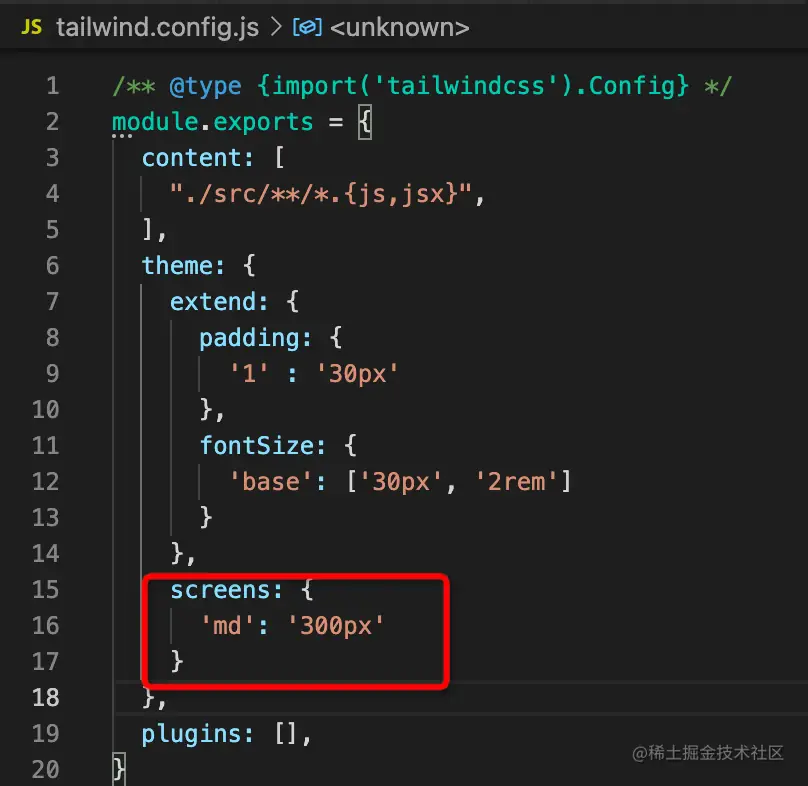 JS tailwind.config.js > <unknown>
1 /** @type {import('tailwindcss').Config} */
2 module.exports = {
3 content: [
4 "./src/**/*.{js,jsx}",
5 ],
6 theme: {
7 extend: {
8 padding: {
9 '1' : '30px'
10 },
11 fontSize: {
12 'base': ['30px', '2rem']
13 }
14 },
15 screens: {
16 'md': '300px'
17 }
18 },
19 plugins: [],
20 }
@稀土掘金技术社区